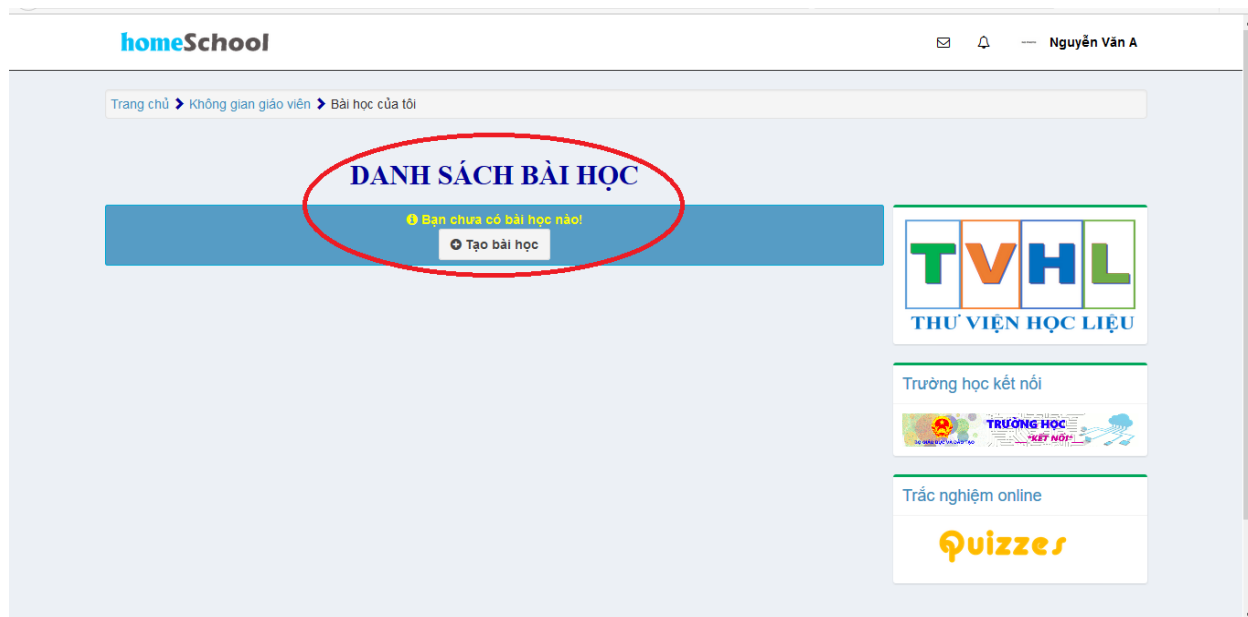 homeSchool
Nguyễn Văn A
Trang chủ Không gian giáo viên Bài học của tôi
DANH SÁCH BÀI HỌC
Bạn chưa có bài học nào!
Tạo bài học
TVHL
THƯ VIỆN HỌC LIỆU
Trường học kết nối
TRƯỜNG HỌC
"KẾT NỐI"
Trắc nghiệm online
Quizzes